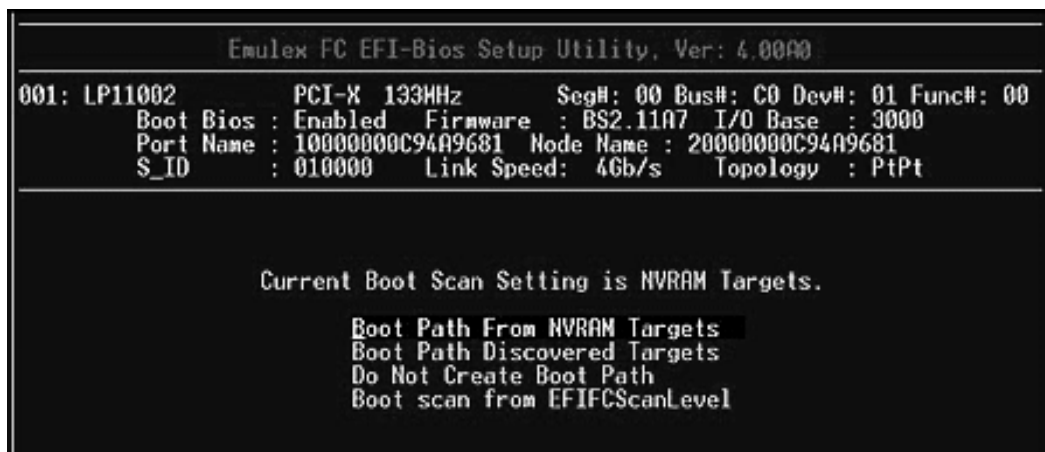 Emulex FC EFI-Bios Setup Utility, Ver: 4.00A0
001: LP11002 PCI-X 133MHz Seg#: 00 Bus#: C0 Dev#: 01 Func#: 00
Boot Bios : Enabled Firmware : BS2.11A7 I/O Base : 3000
Port Name : 10000000C94A9681 Node Name : 20000000C94A9681
S_ID : 010000 Link Speed: 4Gb/s Topology : PtPt
Current Boot Scan Setting is NVRAM Targets.
Boot Path From NVRAM Targets
Boot Path Discovered Targets
Do Not Create Boot Path
Boot scan from EFIFCScanLevel